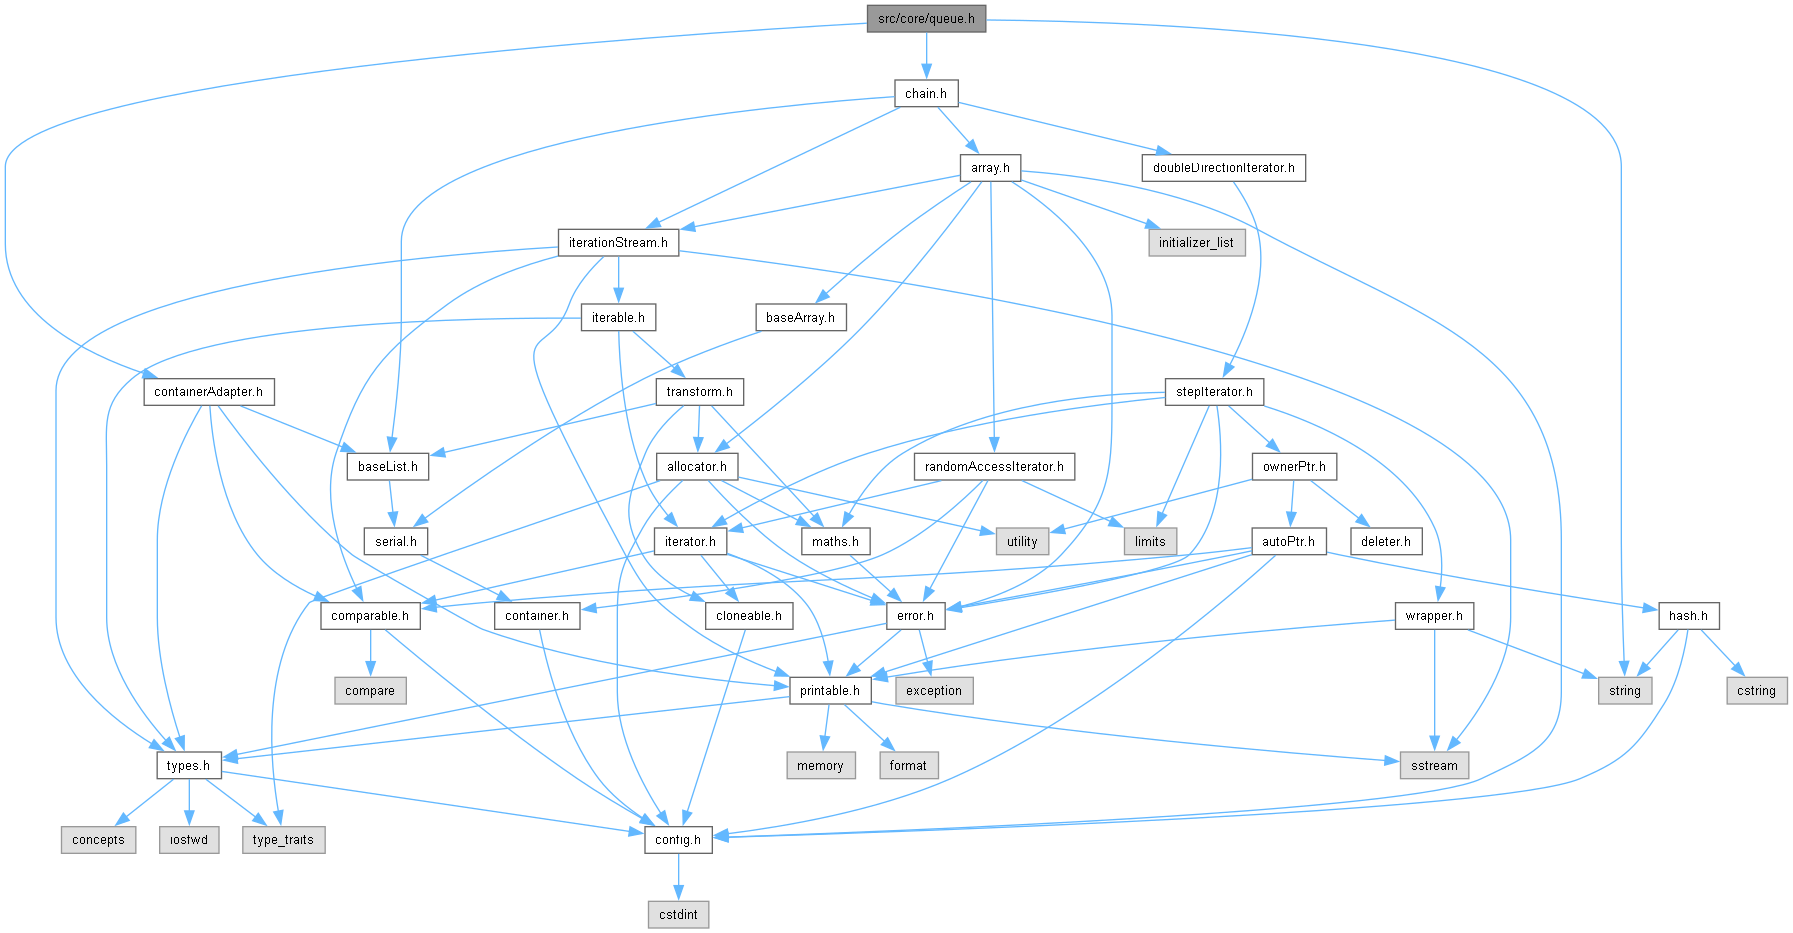 src/core/queue.h
chain.h
array.h
doubleDirectionIterator.h
iterationStream.h
initializer_list
iterable.h
baseArray.h
containerAdapter.h
transform.h
stepIterator.h
baseList.h
allocator.h
randomAccessIterator.h
ownerPtr.h
serial.h
iterator.h
maths.h
utility
limits
autoPtr.h
deleter.h
comparable.h
container.h
cloneable.h
error.h
wrapper.h
hash.h
compare
printable.h
exception
string
cstring
types.h
memory
format
sstream
concepts
iosfwd
type_traits
config.h
cstdint